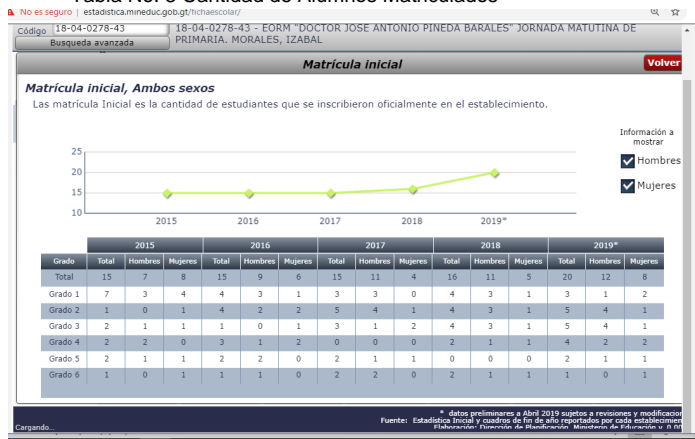 Tabla No. 5 Cantidad de Alumnos Matriculados
No es seguro | estadistica.mineduc.gob.gt/fichaescolar/
Código 18-04-0278-43 18-04-0278-43 - EORM "DOCTOR JOSE ANTONIO PINEDA BARALES" JORNADA MATUTINA DE
Busqueda avanzada PRIMARIA. MORALES, IZABAL
Matrícula inicial Volver
Matrícula inicial, Ambos sexos
Las matrícula Inicial es la cantidad de estudiantes que se inscribieron oficialmente en el establecimiento.
Información a
mostrar
Hombres
Mujeres
25
20
15
10
2015 2016 2017 2018 2019*
2015 2016 2017 2018 2019*
Grado Total Hombres Mujeres Total Hombres Mujeres Total Hombres Mujeres Total Hombres Mujeres Total Hombres Mujeres
Total 15 7 8 15 9 6 15 11 4 16 11 5 20 12 8
Grado 1 7 3 4 4 3 1 3 3 0 4 3 1 3 1 2
Grado 2 1 0 1 4 2 2 5 4 1 4 3 1 5 4 1
Grado 3 2 1 1 1 0 1 3 1 2 4 3 1 5 4 1
Grado 4 2 2 0 3 1 2 0 0 0 2 1 1 4 2 2
Grado 5 2 1 1 2 2 0 2 1 1 0 0 0 2 1 1
Grado 6 1 0 1 1 1 0 2 2 0 2 1 1 1 0 1
* datos preliminares a Abril 2019 sujetos a revisiones y modificacion
Fuente: Estadística Inicial y cuadros de fin de año reportados por cada establecimien
Cargando... Elaboración: Dirección de Planificación, Ministerio de Educación v. 0.00